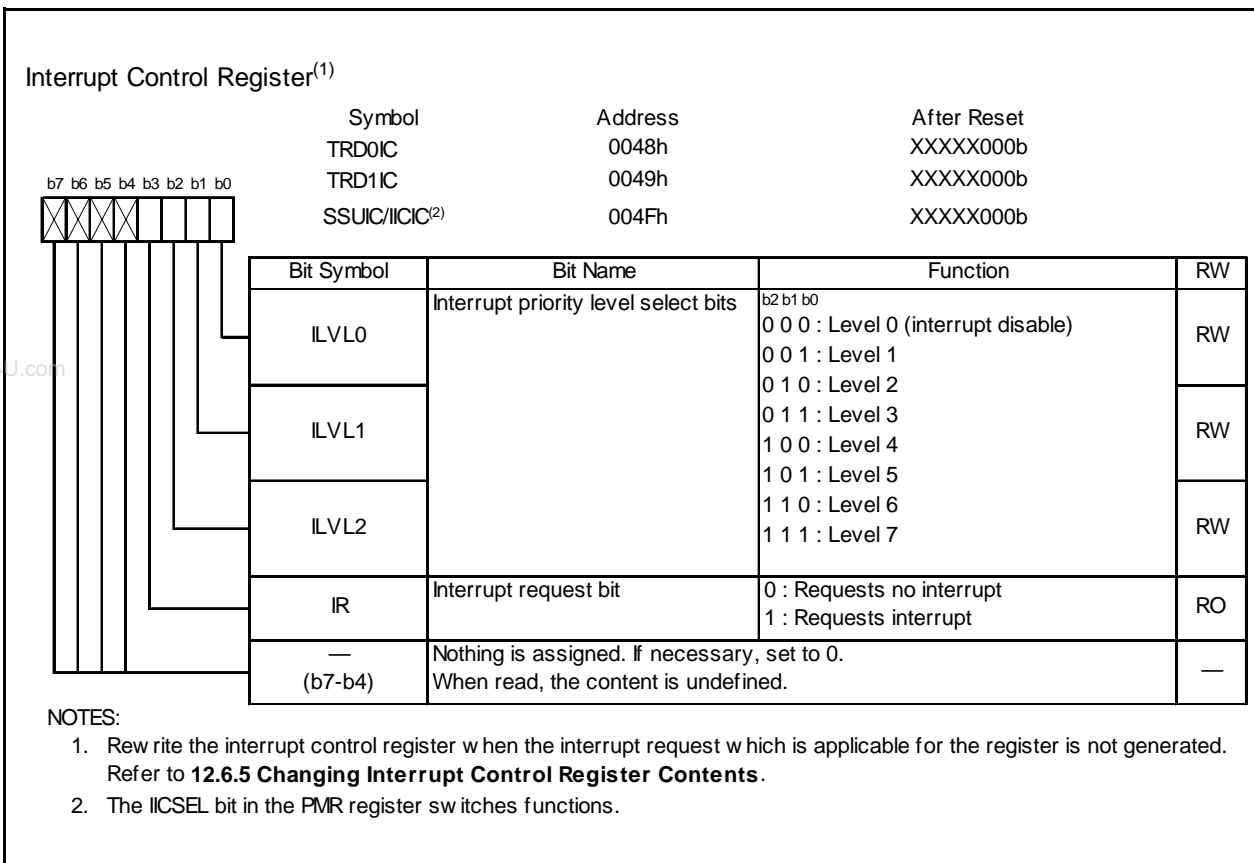 Interrupt Control Register(1)
Symbol Address After Reset
TRD0IC 0048h XXXXX000b
TRD1IC 0049h XXXXX000b
SSUIC/IICIC(2) 004Fh XXXXX000b
b7 b6 b5 b4 b3 b2 b1 b0
Bit Symbol Bit Name Function RW
ILVL0 Interrupt priority level select bits b2 b1 b0
0 0 0 : Level 0 (interrupt disable) RW
0 0 1 : Level 1
0 1 0 : Level 2
ILVL1 0 1 1 : Level 3 RW
1 0 0 : Level 4
1 0 1 : Level 5
ILVL2 1 1 0 : Level 6 RW
1 1 1 : Level 7
IR Interrupt request bit 0 : Requests no interrupt RO
1 : Requests interrupt
— Nothing is assigned. If necessary, set to 0. —
(b7-b4) When read, the content is undefined.
NOTES:
1. Rewrite the interrupt control register when the interrupt request which is applicable for the register is not generated.
Refer to 12.6.5 Changing Interrupt Control Register Contents.
2. The IICSEL bit in the PMR register switches functions.
U.com